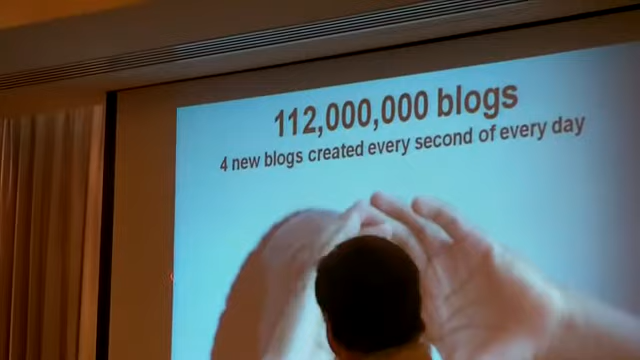 112,000,000 blogs
4 new blogs created every second of every day